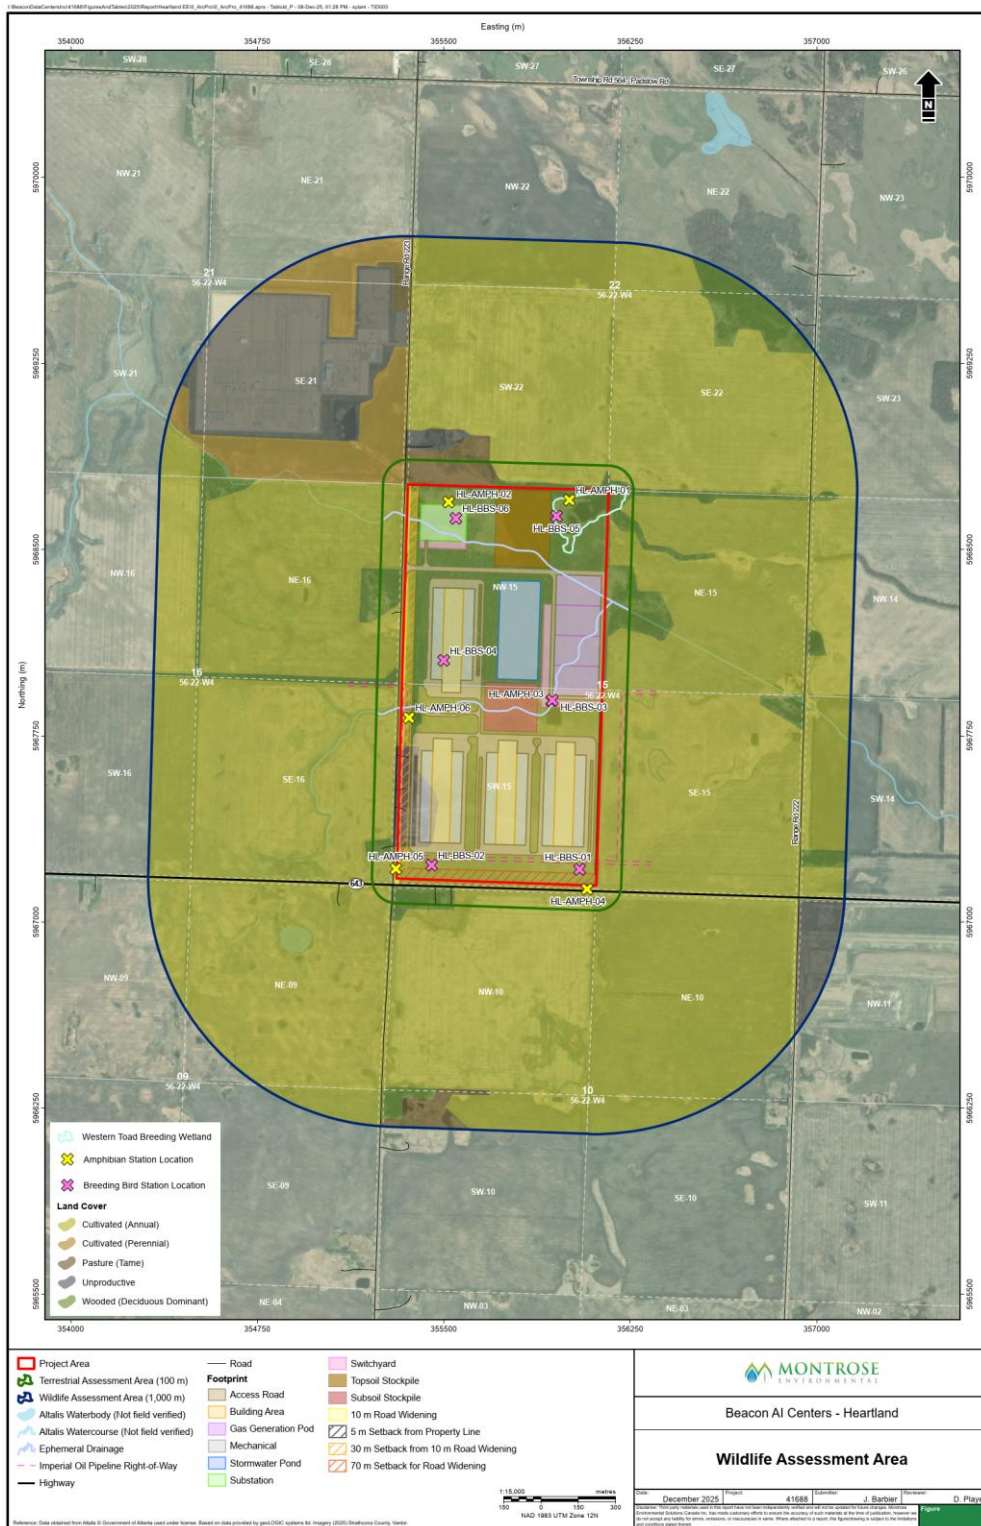 Easting (m)
354000 354750 355500 356250 357000
SW-28 SE-28 SW-27 SE-27 SW-26
Township Rd 564 - Padstow Rd
N
NW-21 NE-21 NW-22 NE-22 NW-23
5970000 5970000
Range Rd 223
21
56-22-W4
22
56-22-W4
5969250 5969250
SW-21 SE-21 SW-22 SE-22 SW-23
HL-AMPH-02
HL-AMPH-01
HL-BBS-06
HL-BBS-05
5968500 5968500
NW-16 NE-16 NW-15 NE-15 NW-14
HL-BBS-04
16
56-22-W4
15
56-22-W4
HL-AMPH-03
HL-BBS-03
HL-AMPH-06
Northing (m)
5967750 5967750
SW-16 SE-16 SW-15 SE-15 SW-14
Range Rd 222
HL-AMPH-05
HL-BBS-02
HL-BBS-01
643
HL-AMPH-04
5967000 5967000
NW-09 NE-09 NW-10 NE-10 NW-11
09
56-22-W4
10
56-22-W4
5966250 5966250
SE-09 SW-10 SE-10 SW-11
5965500 5965500
NE-04 NW-03 NE-03 NW-02
354000 354750 355500 356250 357000
Western Toad Breeding Wetland
Amphibian Station Location
Breeding Bird Station Location
Land Cover
Cultivated (Annual)
Cultivated (Perennial)
Pasture (Tame)
Unproductive
Wooded (Deciduous Dominant)
Project Area
Terrestrial Assessment Area (100 m)
Wildlife Assessment Area (1,000 m)
Altalis Waterbody (Not field verified)
Altalis Watercourse (Not field verified)
Ephemeral Drainage
Imperial Oil Pipeline Right-of-Way
Highway
Road
Footprint
Access Road
Building Area
Gas Generation Pod
Mechanical
Stormwater Pond
Substation
Switchyard
Topsoil Stockpile
Subsoil Stockpile
10 m Road Widening
5 m Setback from Property Line
30 m Setback from 10 m Road Widening
70 m Setback for Road Widening
1:15,000 metres
150 0 150 300
NAD 1983 UTM Zone 12N
MONTROSE
ENVIRONMENTAL
Beacon AI Centers - Heartland
Wildlife Assessment Area
Date: December 2025
Project: 41688
Submitter: J. Barbier
Reviewer: D. Playe
Figure